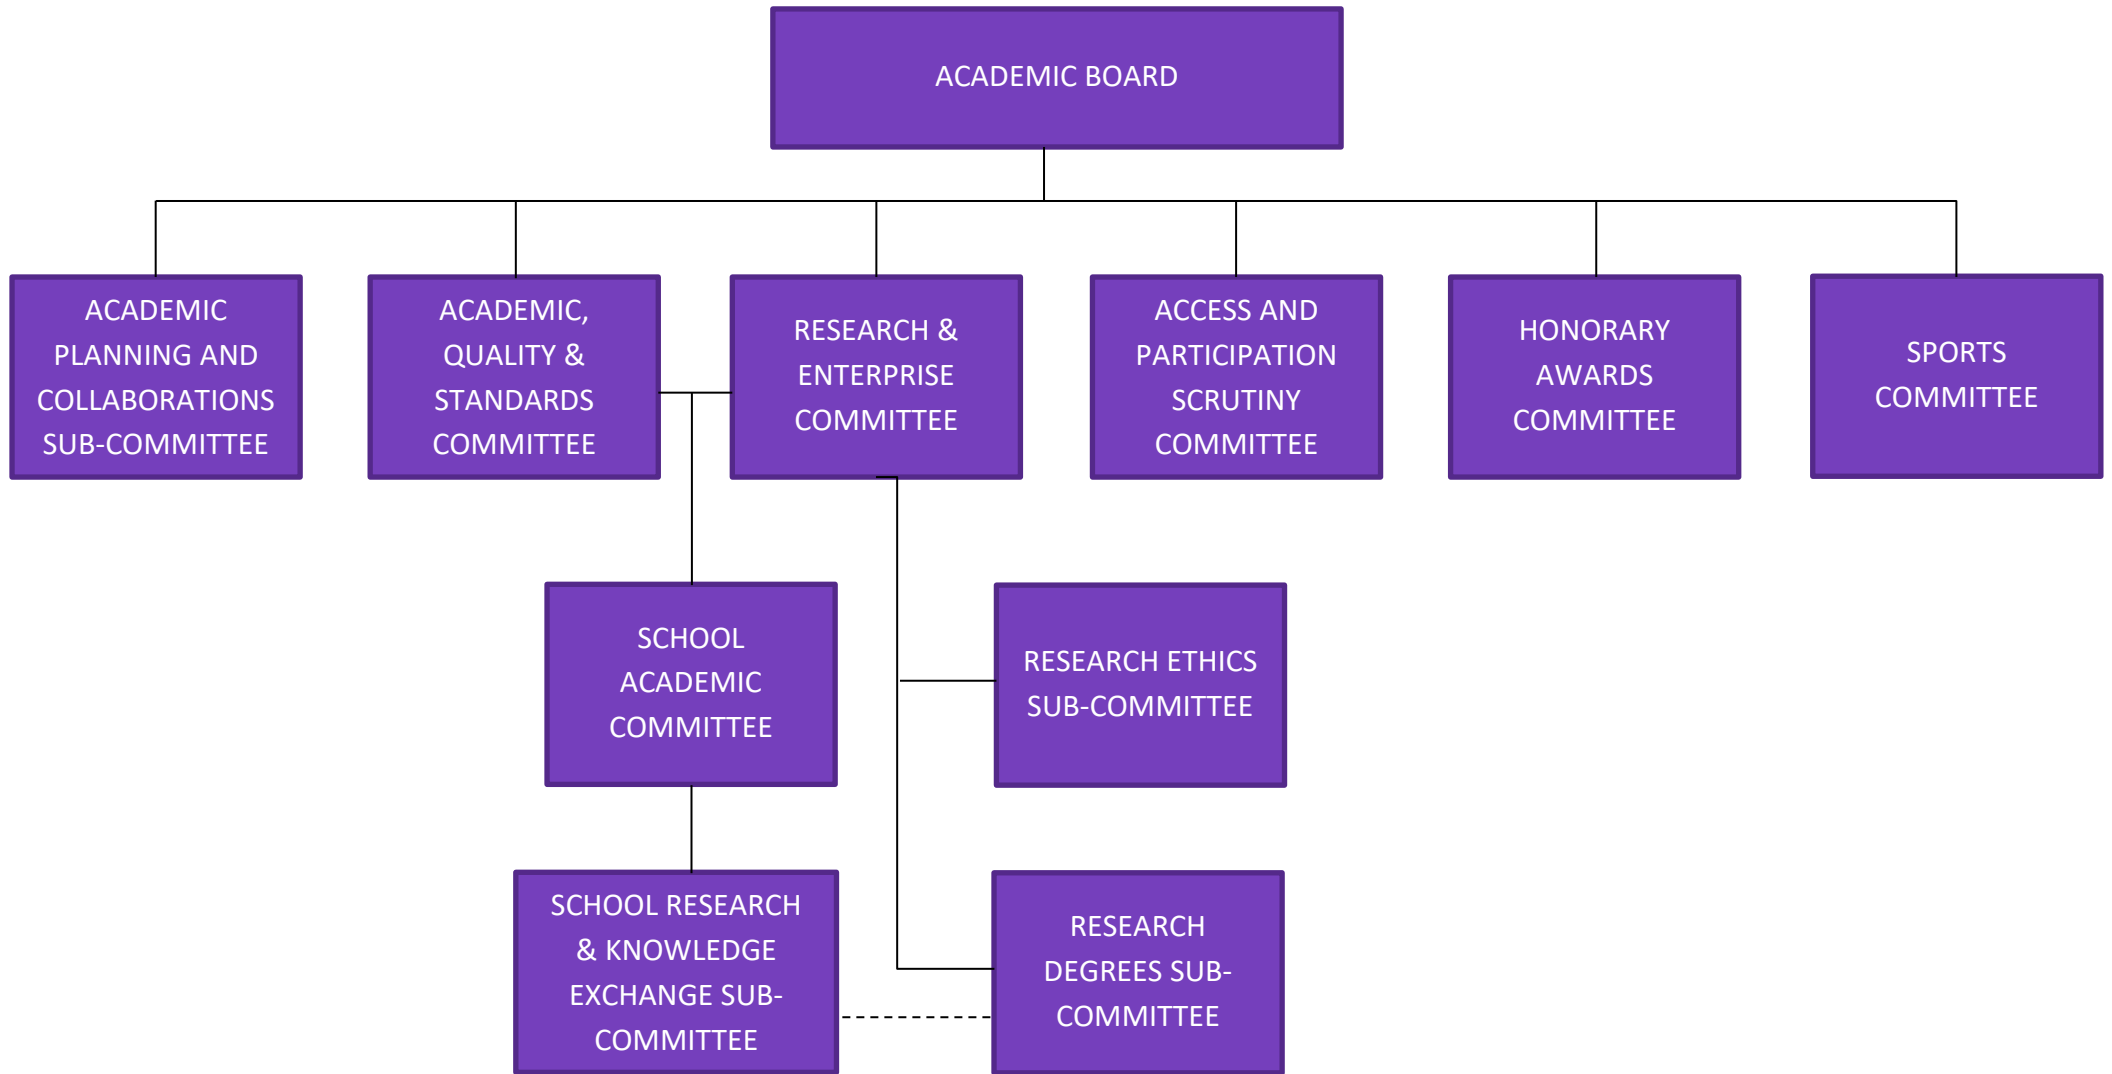 ACADEMIC BOARD
ACADEMIC
PLANNING AND
COLLABORATIONS
SUB-COMMITTEE
ACADEMIC,
QUALITY &
STANDARDS
COMMITTEE
RESEARCH &
ENTERPRISE
COMMITTEE
ACCESS AND
PARTICIPATION
SCRUTINY
COMMITTEE
HONORARY
AWARDS
COMMITTEE
SPORTS
COMMITTEE
SCHOOL
ACADEMIC
COMMITTEE
RESEARCH ETHICS
SUB-COMMITTEE
SCHOOL RESEARCH
& KNOWLEDGE
EXCHANGE SUB-
COMMITTEE
RESEARCH
DEGREES SUB-
COMMITTEE